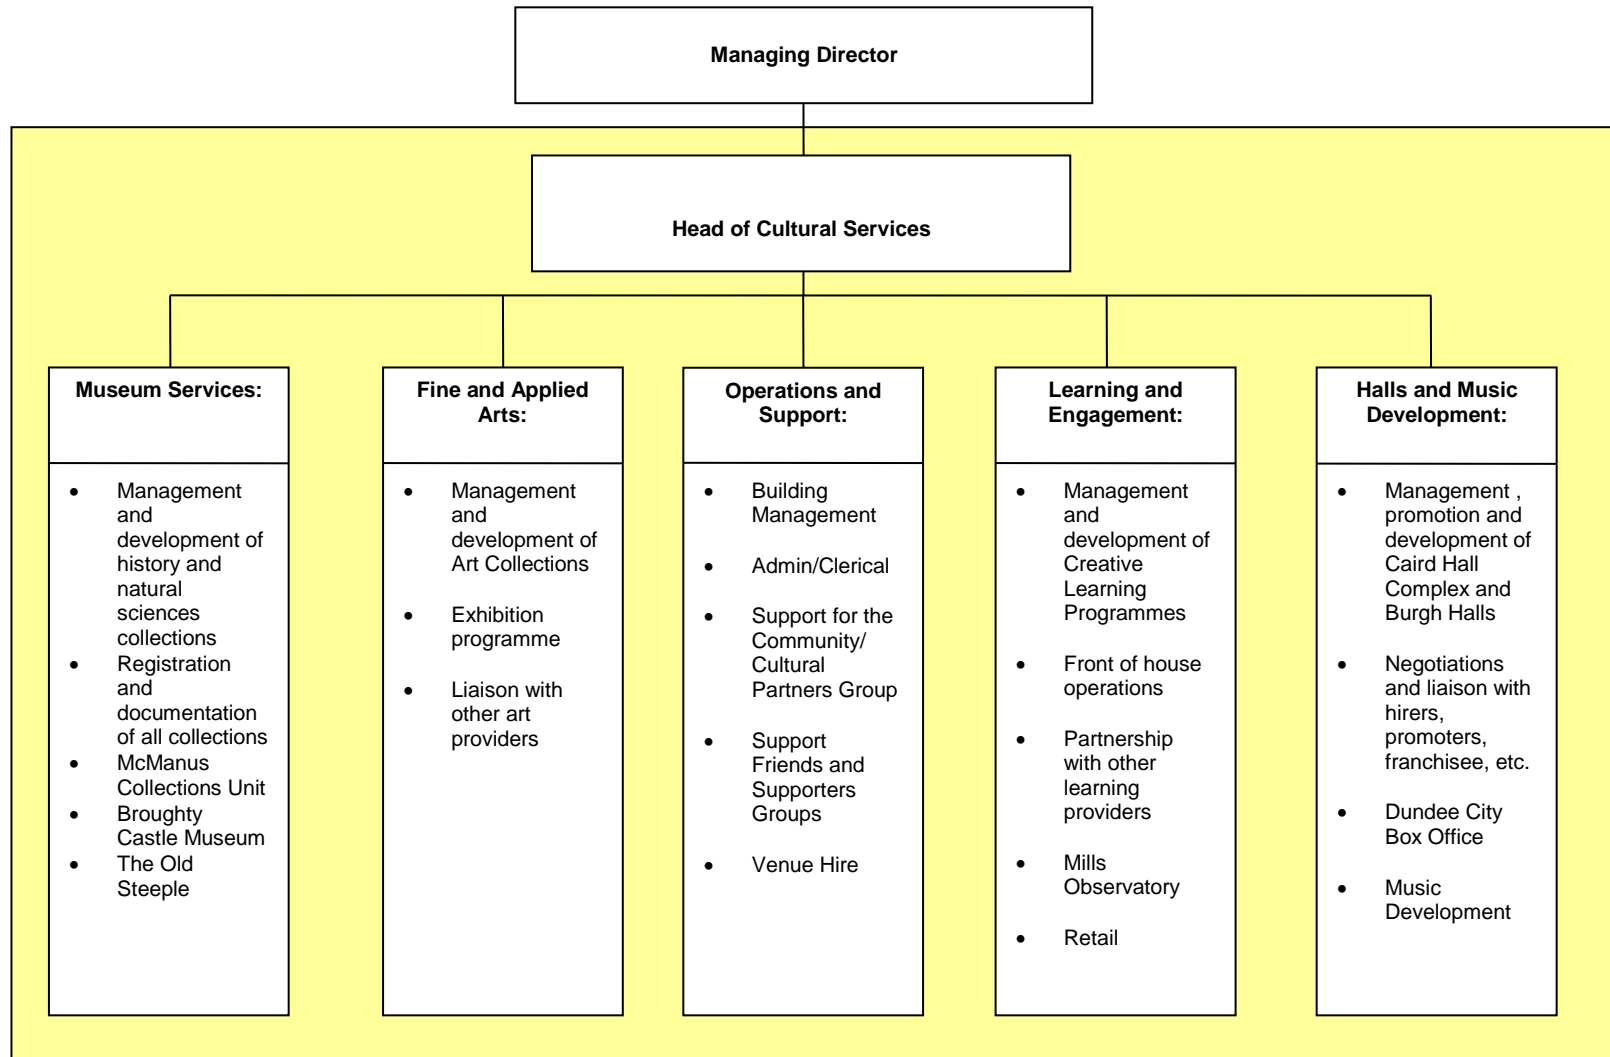 Managing Director
Head of Cultural Services
Museum Services:
• Management
and
development of
history and
natural
sciences
collections
• Registration
and
documentation
of all collections
• McManus
Collections Unit
• Broughty
Castle Museum
• The Old
Steeple
Fine and Applied
Arts:
• Management
and
development of
Art Collections
• Exhibition
programme
• Liaison with
other art
providers
Operations and
Support:
• Building
Management
• Admin/Clerical
• Support for the
Community/
Cultural
Partners Group
• Support
Friends and
Supporters
Groups
• Venue Hire
Learning and
Engagement:
• Management
and
development of
Creative
Learning
Programmes
• Front of house
operations
• Partnership
with other
learning
providers
• Mills
Observatory
• Retail
Halls and Music
Development:
• Management ,
promotion and
development of
Caird Hall
Complex and
Burgh Halls
• Negotiations
and liaison with
hirers,
promoters,
franchisee, etc.
• Dundee City
Box Office
• Music
Development